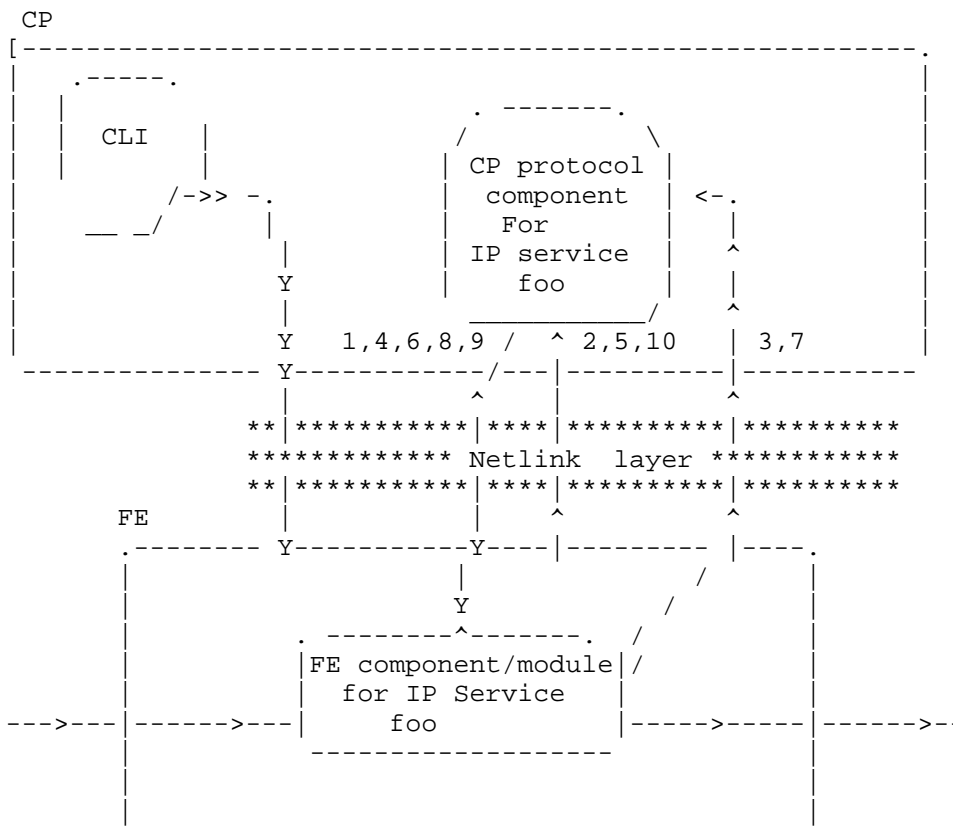 CP
CLI
CP protocol
component
For
IP service
foo
Y
Y 1,4,6,8,9 2,5,10 3,7
Y
Netlink layer
FE
Y Y
Y
FE component/module
for IP Service
foo